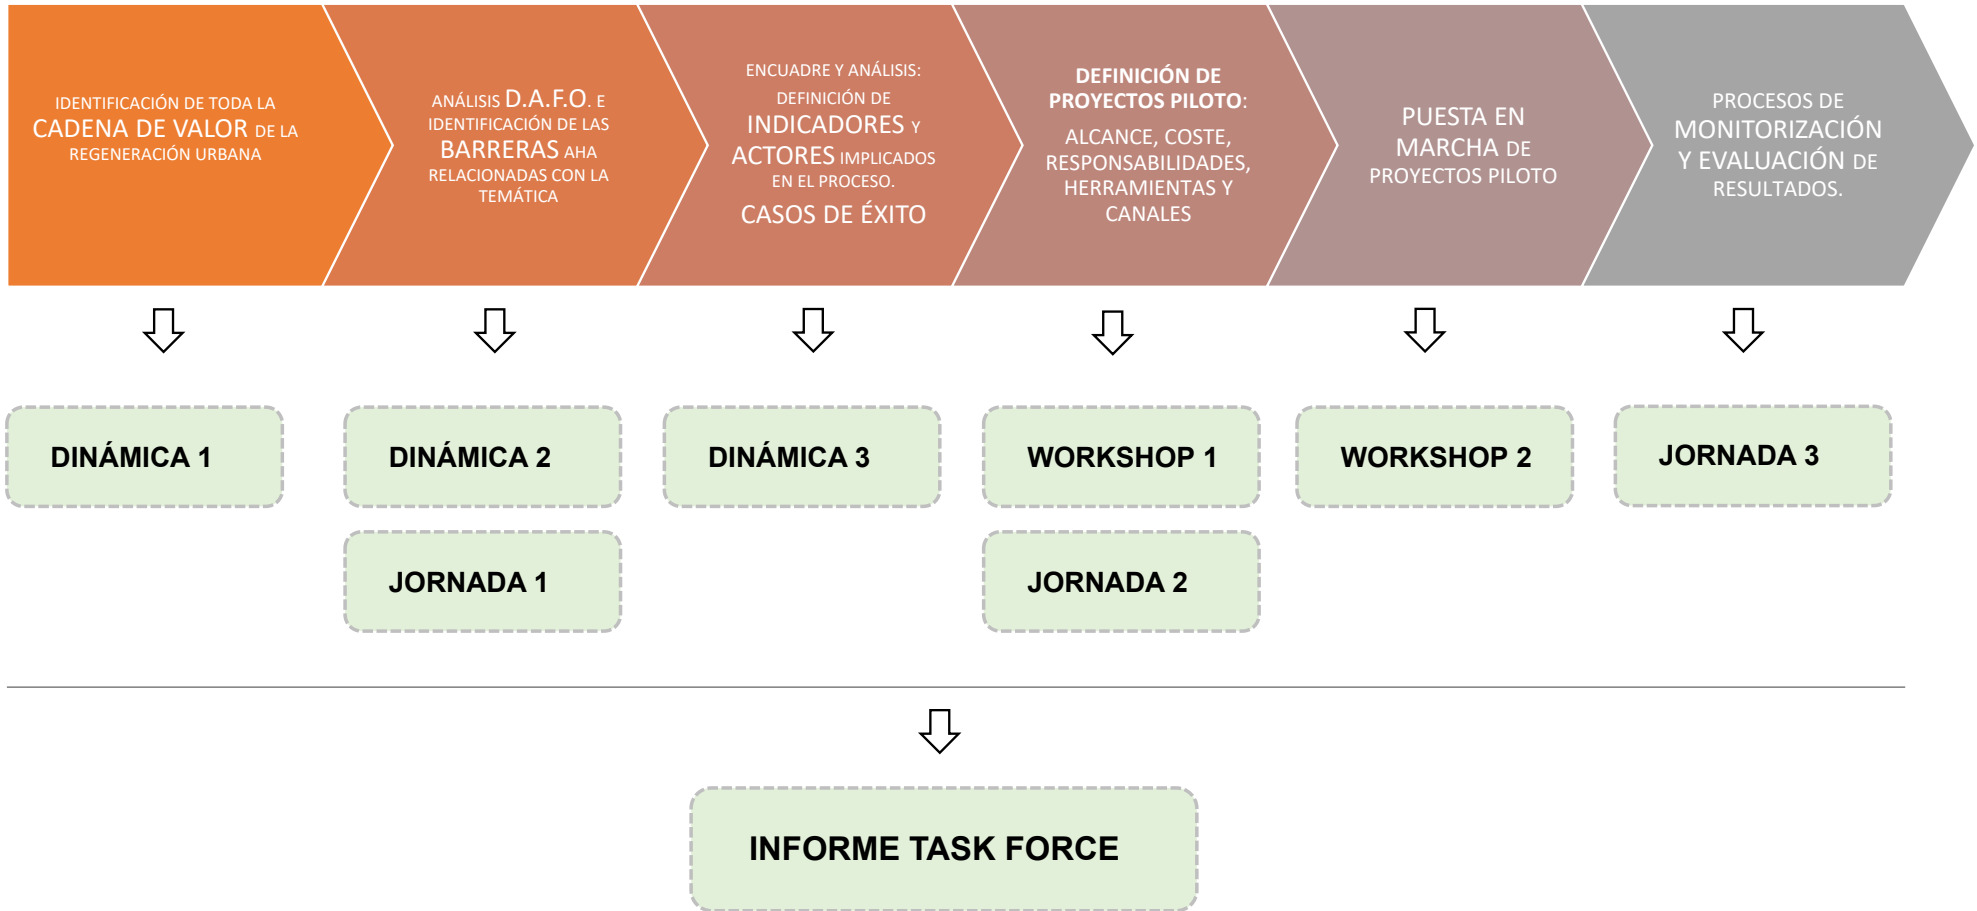 IDENTIFICACIÓN DE TODA LA
CADENA DE VALOR DE LA
REGENERACIÓN URBANA
ANÁLISIS D.A.F.O. E
IDENTIFICACIÓN DE LAS
BARRERAS AHA
RELACIONADAS CON LA
TEMÁTICA
ENCUADRE Y ANÁLISIS:
DEFINICIÓN DE
INDICADORES Y
ACTORES IMPLICADOS
EN EL PROCESO.
CASOS DE ÉXITO
DEFINICIÓN DE
PROYECTOS PILOTO:
ALCANCE, COSTE,
RESPONSABILIDADES,
HERRAMIENTAS Y
CANALES
PUESTA EN
MARCHA DE
PROYECTOS PILOTO
PROCESOS DE
MONITORIZACIÓN
Y EVALUACIÓN DE
RESULTADOS.
DINÁMICA 1
DINÁMICA 2
DINÁMICA 3
WORKSHOP 1
WORKSHOP 2
JORNADA 3
JORNADA 1
JORNADA 2
INFORME TASK FORCE